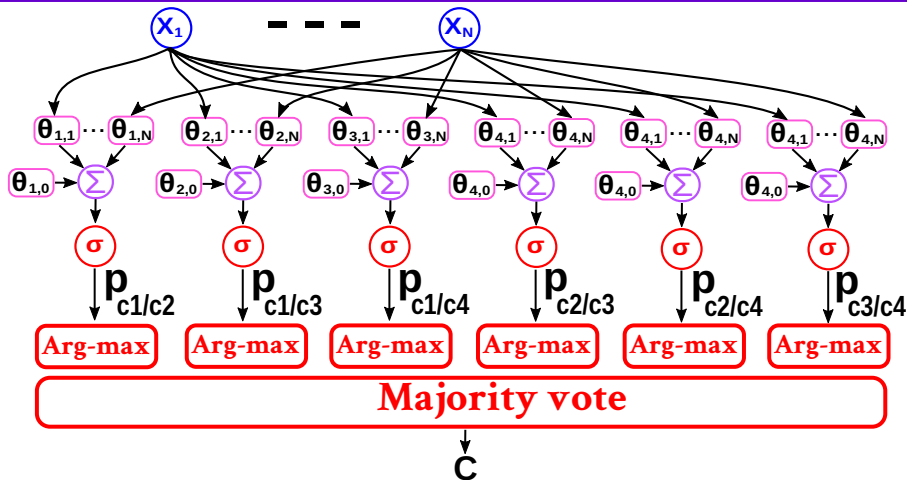 X1 --- XN
θ1,1 ... θ1,N θ2,1 ... θ2,N θ3,1 ... θ3,N θ4,1 ... θ4,N θ4,1 ... θ4,N θ4,1 ... θ4,N
θ1,0 Σ θ2,0 Σ θ3,0 Σ θ4,0 Σ θ4,0 Σ θ4,0 Σ
σ σ σ σ σ σ
pc1/c2 pc1/c3 pc1/c4 pc2/c3 pc2/c4 pc3/c4
Arg-max Arg-max Arg-max Arg-max Arg-max Arg-max
Majority vote
C